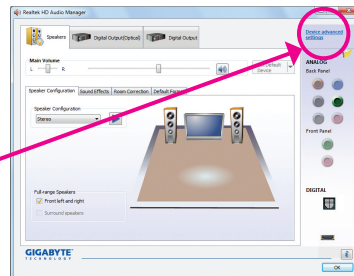 Realtek HD Audio Manager
Speakers
Digital Output(Optical)
Digital Output
Device advanced
settings
Main Volume
L
R
Default
Device
ANALOG
Back Panel
Speaker Configuration
Sound Effects
Room Correction
Default Format
Speaker Configuration
Stereo
Front Panel
Full-range Speakers
Front left and right
Surround speakers
DIGITAL
GIGABYTE
TECHNOLOGY
OK